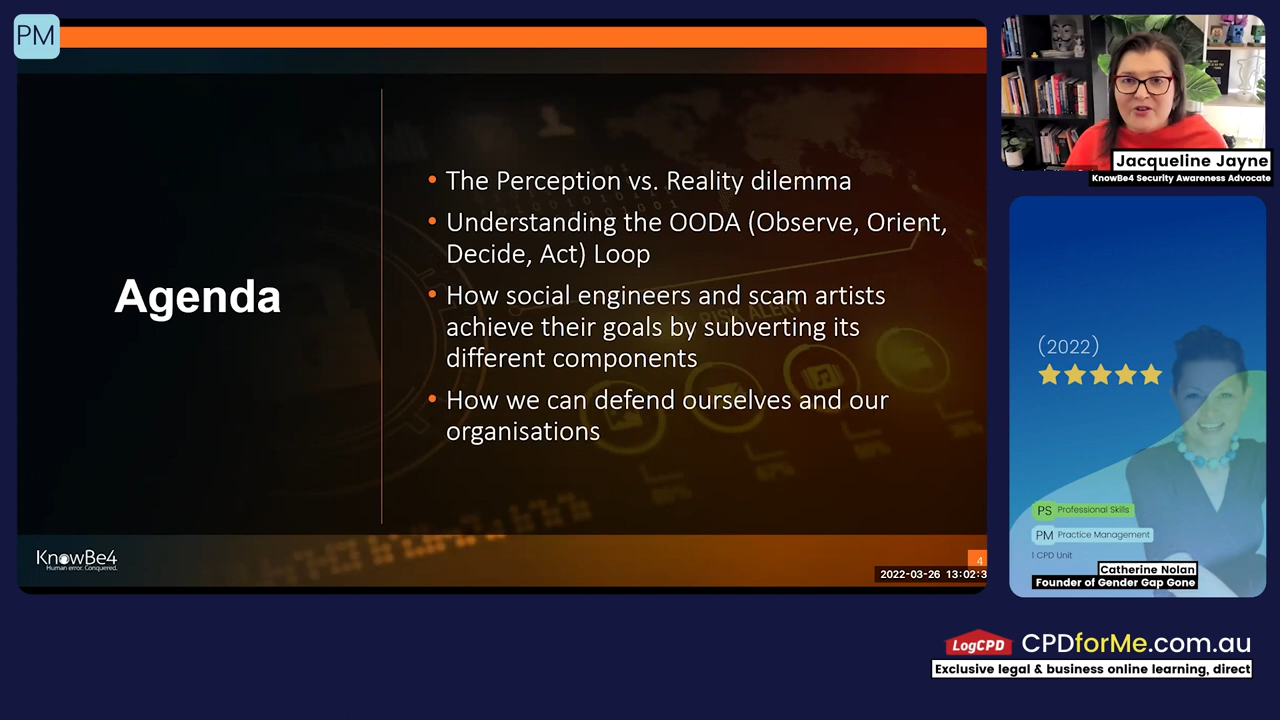 PM
Agenda
• The Perception vs. Reality dilemma
• Understanding the OODA (Observe, Orient,
Decide, Act) Loop
• How social engineers and scam artists
achieve their goals by subverting its
different components
• How we can defend ourselves and our
organisations
KnowBe4
Human error. Conquered.
4
2022-03-26 13:02:3
RISK ALERT
Jacqueline Jayne
KnowBe4 Security Awareness Advocate
(2022)
PS Professional Skills
PM Practice Management
1 CPD Unit
Catherine Nolan
Founder of Gender Gap Gone
LogCPD CPDforMe.com.au
Exclusive legal & business online learning, direct